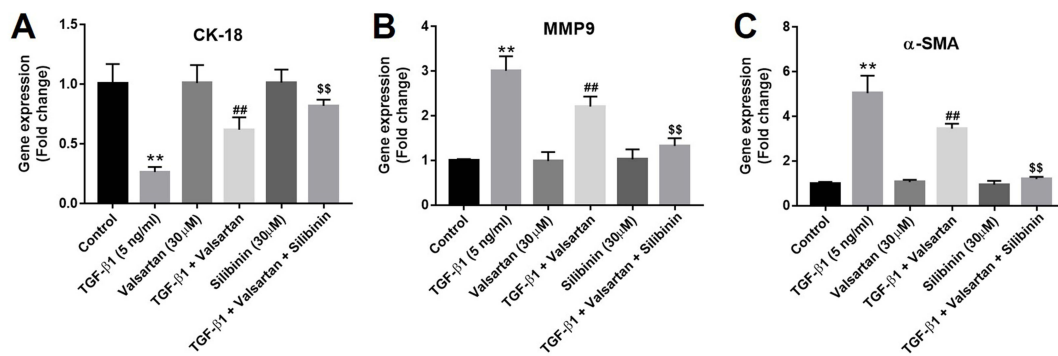 A
CK-18
Gene expression
(Fold change)
1.5
1.0
0.5
0.0
**
##
$$
Control
TGF-β1 (5 ng/ml)
Valsartan (30μM)
TGF-β1 + Valsartan
Silibinin (30μM)
TGF-β1 + Valsartan + Silibinin
B
MMP9
Gene expression
(Fold change)
4
3
2
1
0
**
##
$$
Control
TGF-β1 (5 ng/ml)
Valsartan (30μM)
TGF-β1 + Valsartan
Silibinin (30μM)
TGF-β1 + Valsartan + Silibinin
C
α-SMA
Gene expression
(Fold change)
8
6
4
2
0
**
##
$$
Control
TGF-β1 (5 ng/ml)
Valsartan (30μM)
TGF-β1 + Valsartan
Silibinin (30μM)
TGF-β1 + Valsartan + Silibinin